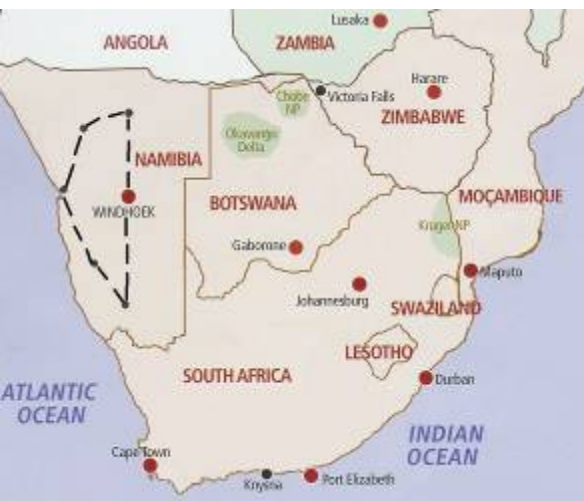 Lusaka
ANGOLA
ZAMBIA
Harare
Chobe
NP
Victoria Falls
ZIMBABWE
Okavango
Delta
NAMIBIA
BOTSWANA
MOÇAMBIQUE
WINDHOEK
Kruger NP
Gaborone
Maputo
Johannesburg
SWAZILAND
LESOTHO
SOUTH AFRICA
Durban
ATLANTIC
OCEAN
INDIAN
OCEAN
Cape Town
Knysna
Port Elizabeth